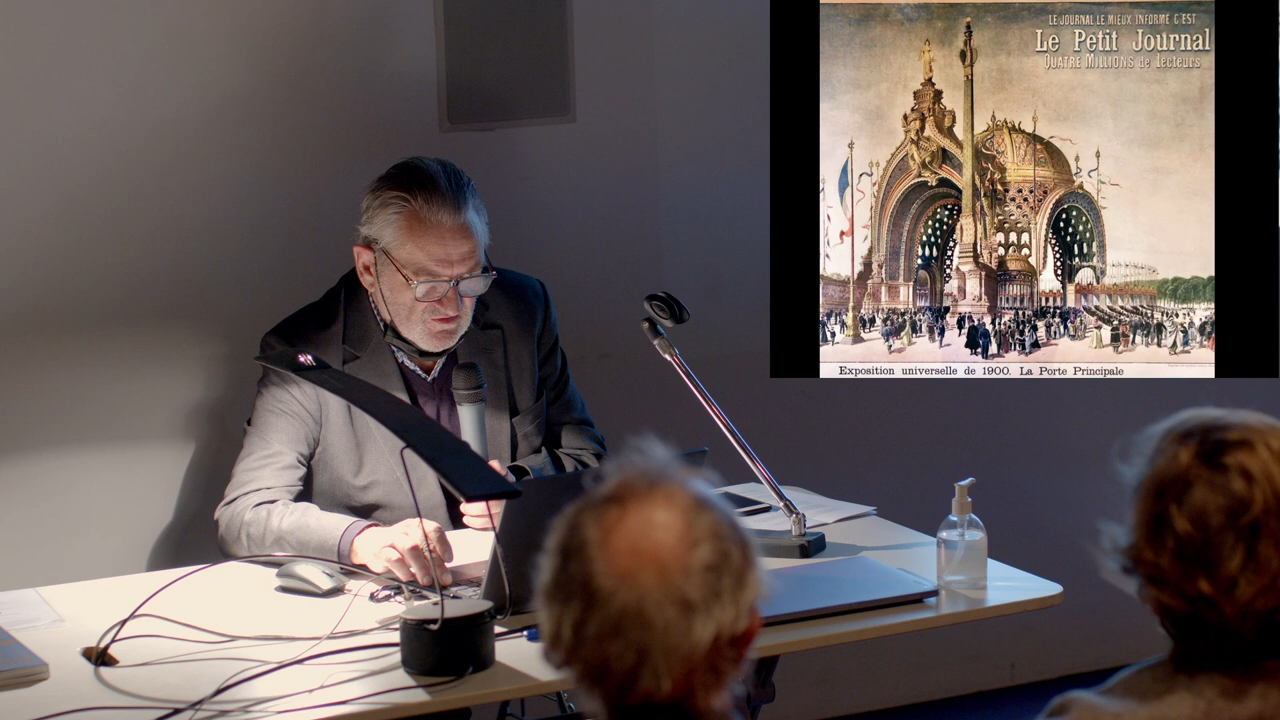 LE JOURNAL LE MIEUX INFORMÉ C'EST
Le Petit Journal
QUATRE MILLIONS de lecteurs
Exposition universelle de 1900. La Porte Principale